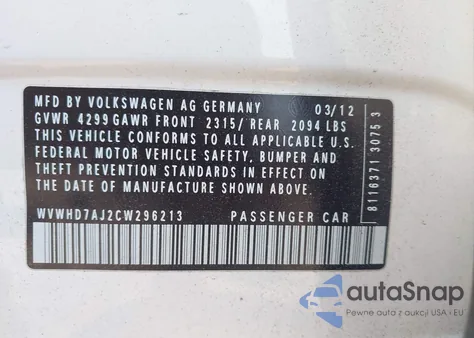 MFD BY VOLKSWAGEN AG GERMANY 03/12
GVWR 4299 GAWR FRONT 2315/ REAR 2094 LBS
THIS VEHICLE CONFORMS TO ALL APPLICABLE U.S.
FEDERAL MOTOR VEHICLE SAFETY, BUMPER AND
THEFT PREVENTION STANDARDS IN EFFECT ON THE
DATE OF MANUFACTURE SHOWN ABOVE.
WVWHD7AJ2CW296213 PASSENGER CAR
8116371 3075 3
autoSnap
Pewne auta z aukcji USA i EU